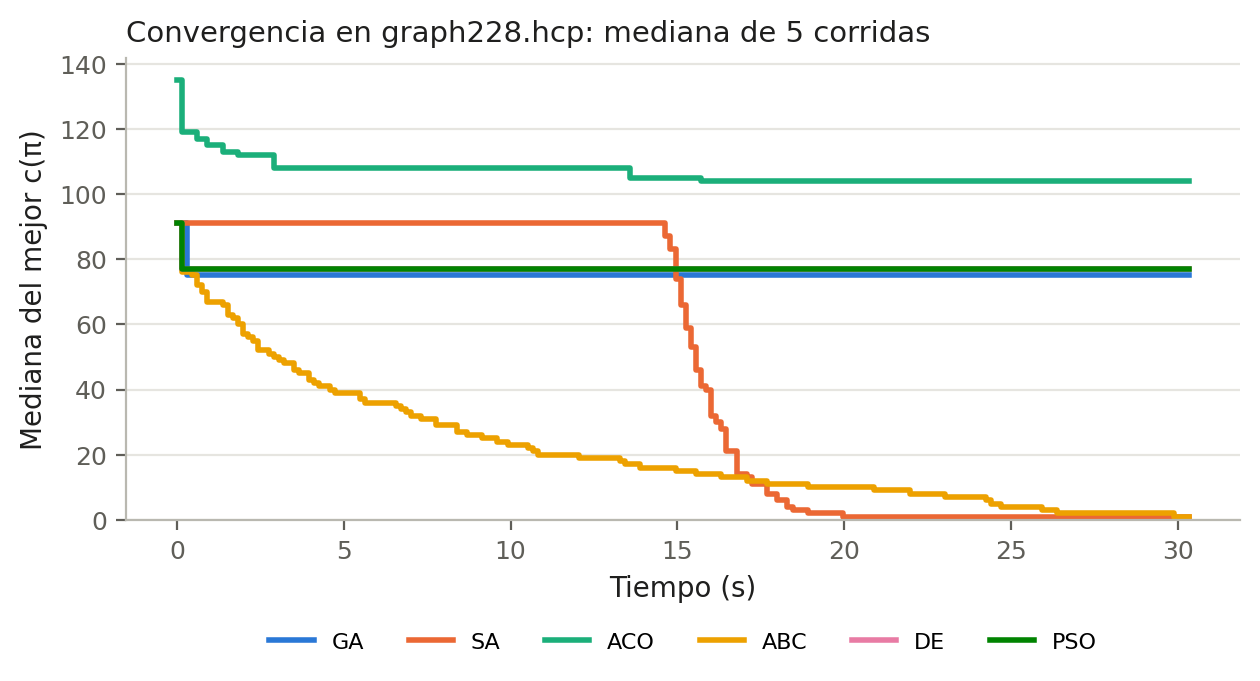 Convergencia en graph228.hcp: mediana de 5 corridas
Mediana del mejor c(π)
140
120
100
80
60
40
20
0
0 5 10 15 20 25 30
Tiempo (s)
GA SA ACO ABC DE PSO